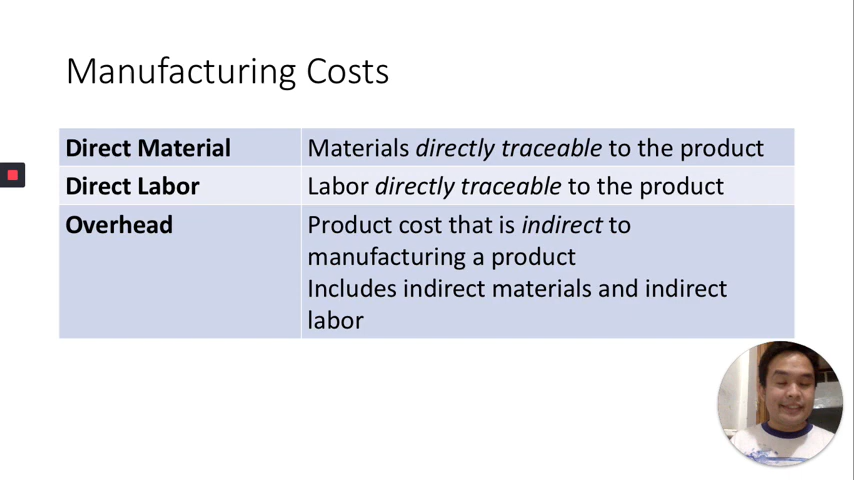 Manufacturing Costs
Direct Material
Materials directly traceable to the product
Direct Labor
Labor directly traceable to the product
Overhead
Product cost that is indirect to
manufacturing a product
Includes indirect materials and indirect
labor